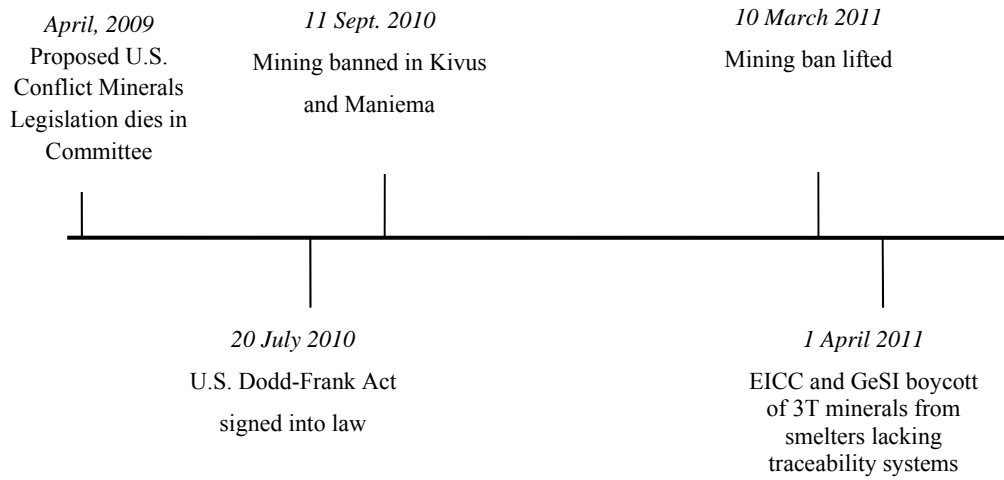 April, 2009
Proposed U.S.
Conflict Minerals
Legislation dies in
Committee
11 Sept. 2010
Mining banned in Kivus
and Maniema
10 March 2011
Mining ban lifted
20 July 2010
U.S. Dodd-Frank Act
signed into law
1 April 2011
EICC and GeSI boycott
of 3T minerals from
smelters lacking
traceability systems